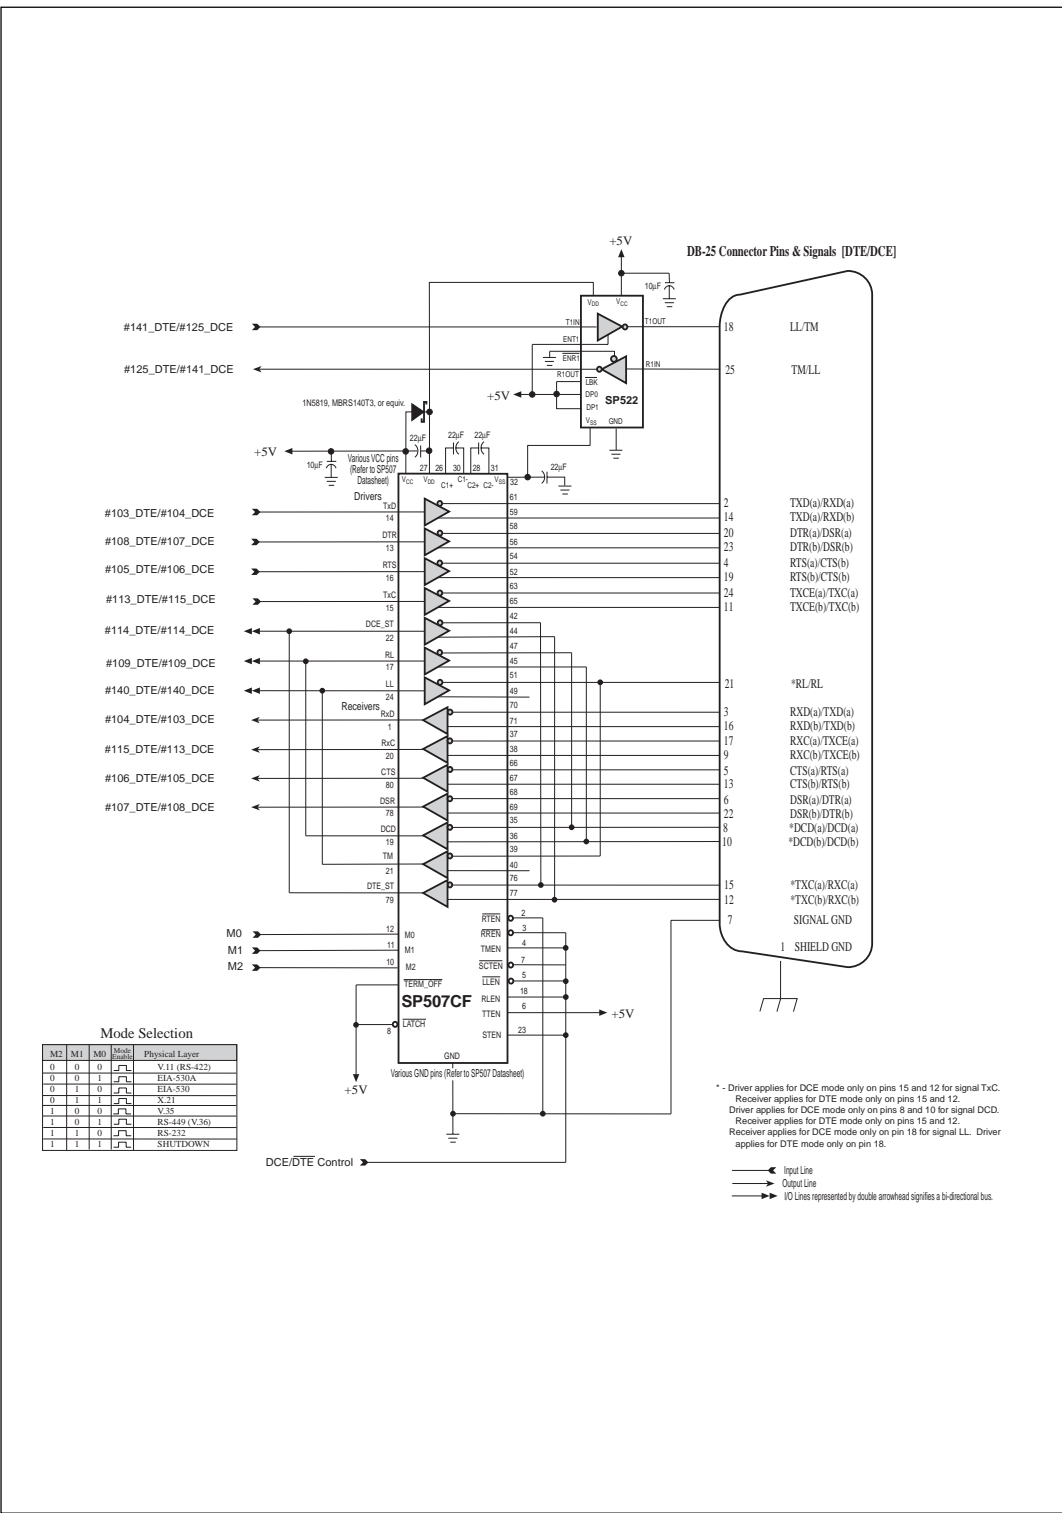 +5V
DB-25 Connector Pins & Signals [DTE/DCE]
10µF
VDD VCC
#141_DTE/#125_DCE T1IN T1OUT 18 LL/TM
ENT1
ENR1
#125_DTE/#141_DCE R1OUT R1IN 25 TM/LL
LBK
+5V DP0 SP522
DP1
VSS GND
1N5819, MBRS140T3, or equiv.
22µF 22µF 22µF
+5V 10µF
Various VCC pins
(Refer to SP507
Datasheet)
27 26 30 28 31
VCC VDD C1+ C1- C2+ C2- VSS 32 22µF
Drivers
#103_DTE/#104_DCE TxD 14 61 2 TXD(a)/RXD(a)
59 14 TXD(a)/RXD(b)
#108_DTE/#107_DCE DTR 13 58 20 DTR(a)/DSR(a)
56 23 DTR(b)/DSR(b)
#105_DTE/#106_DCE RTS 16 54 4 RTS(a)/CTS(b)
52 19 RTS(b)/CTS(b)
#113_DTE/#115_DCE TxC 15 63 24 TXCE(a)/TXC(a)
65 11 TXCE(b)/TXC(b)
#114_DTE/#114_DCE DCE_ST 22 42
44
#109_DTE/#109_DCE RL 17 47
45
#140_DTE/#140_DCE LL 24 51 21 *RL/RL
49
Receivers
#104_DTE/#103_DCE RxD 1 70 3 RXD(a)/TXD(a)
71 16 RXD(b)/TXD(b)
#115_DTE/#113_DCE RxC 20 37 17 RXC(a)/TXCE(a)
38 9 RXC(b)/TXCE(b)
#106_DTE/#105_DCE CTS 80 66 5 CTS(a)/RTS(a)
67 13 CTS(b)/RTS(b)
#107_DTE/#108_DCE DSR 78 68 6 DSR(a)/DTR(a)
69 22 DSR(b)/DTR(b)
DCD 19 35 8 *DCD(a)/DCD(a)
36 10 *DCD(b)/DCD(b)
TM 21 39
40
DTE_ST 79 76 15 *TXC(a)/RXC(a)
77 12 *TXC(b)/RXC(b)
RTEN 2 7 SIGNAL GND
M0 12 M0 RREN 3
M1 11 M1 TMEN 4 1 SHIELD GND
M2 10 M2 SCTEN 7
TERM_OFF LLEN 5
SP507CF RLEN 18
TTEN 6 +5V
8 LATCH STEN 23
GND
Various GND pins (Refer to SP507 Datasheet)
+5V
DCE/DTE Control
Mode Selection
M2 M1 M0 Mode Enable Physical Layer
0 0 0 V.11 (RS-422)
0 0 1 EIA-530A
0 1 0 EIA-530
0 1 1 X.21
1 0 0 V.35
1 0 1 RS-449 (V.36)
1 1 0 RS-232
1 1 1 SHUTDOWN
* - Driver applies for DCE mode only on pins 15 and 12 for signal TxC.
Receiver applies for DTE mode only on pins 15 and 12.
Driver applies for DCE mode only on pins 8 and 10 for signal DCD.
Receiver applies for DTE mode only on pins 15 and 12.
Receiver applies for DCE mode only on pin 18 for signal LL. Driver
applies for DTE mode only on pin 18.
Input Line
Output Line
I/O Lines represented by double arrowhead signifies a bi-directional bus.